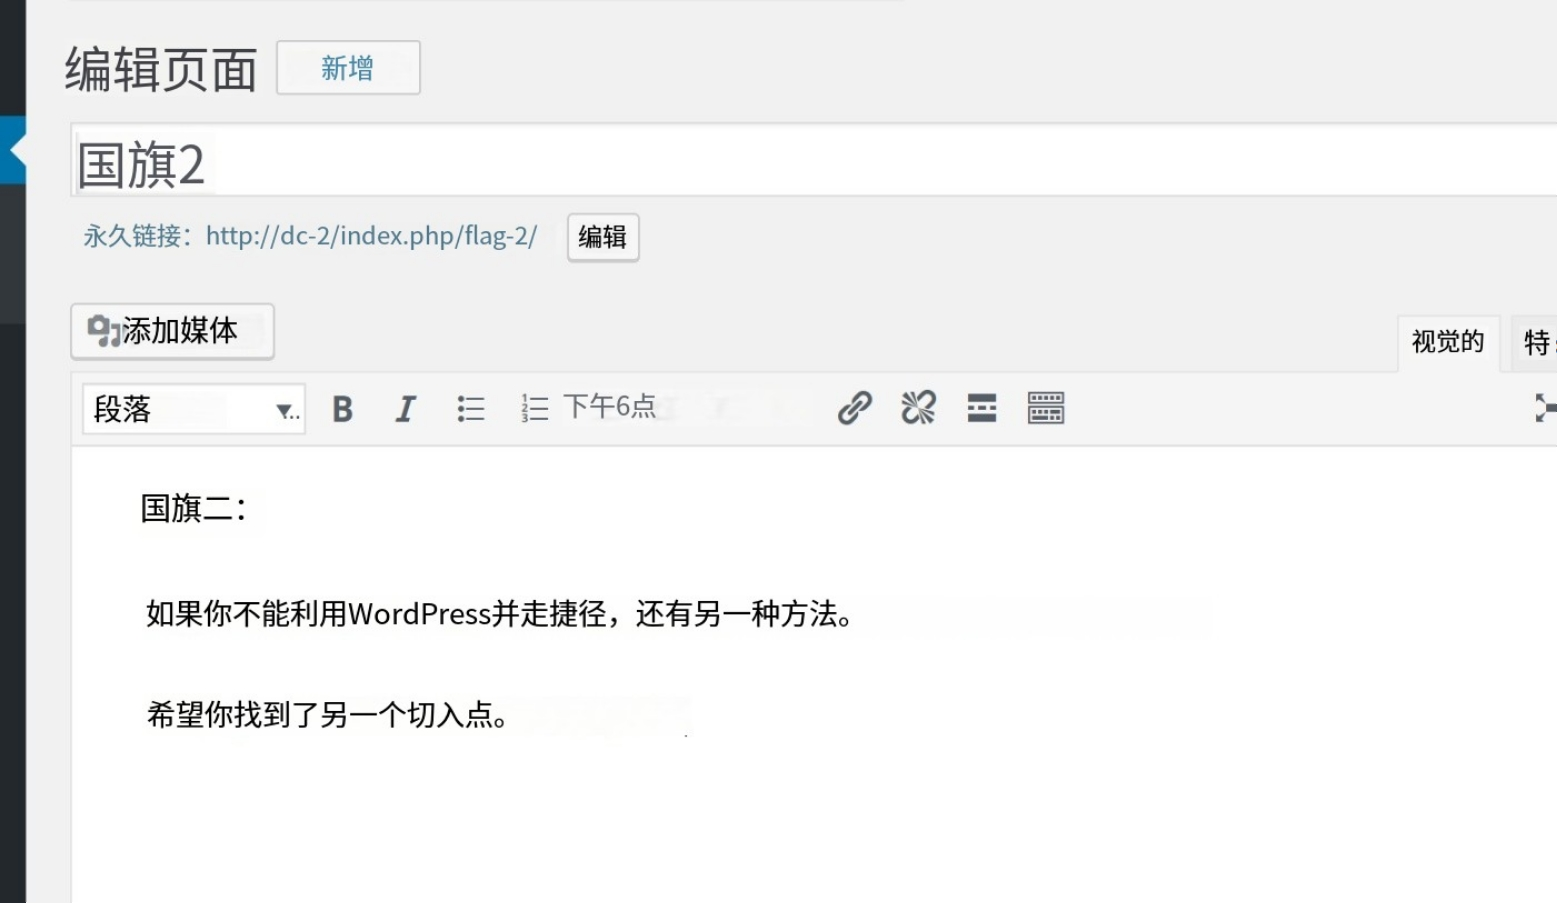 编辑页面 新增
国旗2
永久链接：http://dc-2/index.php/flag-2/ 编辑
添加媒体
视觉的 特
段落 B I 下午6点
国旗二：
如果你不能利用WordPress并走捷径，还有另一种方法。
希望你找到了另一个切入点。